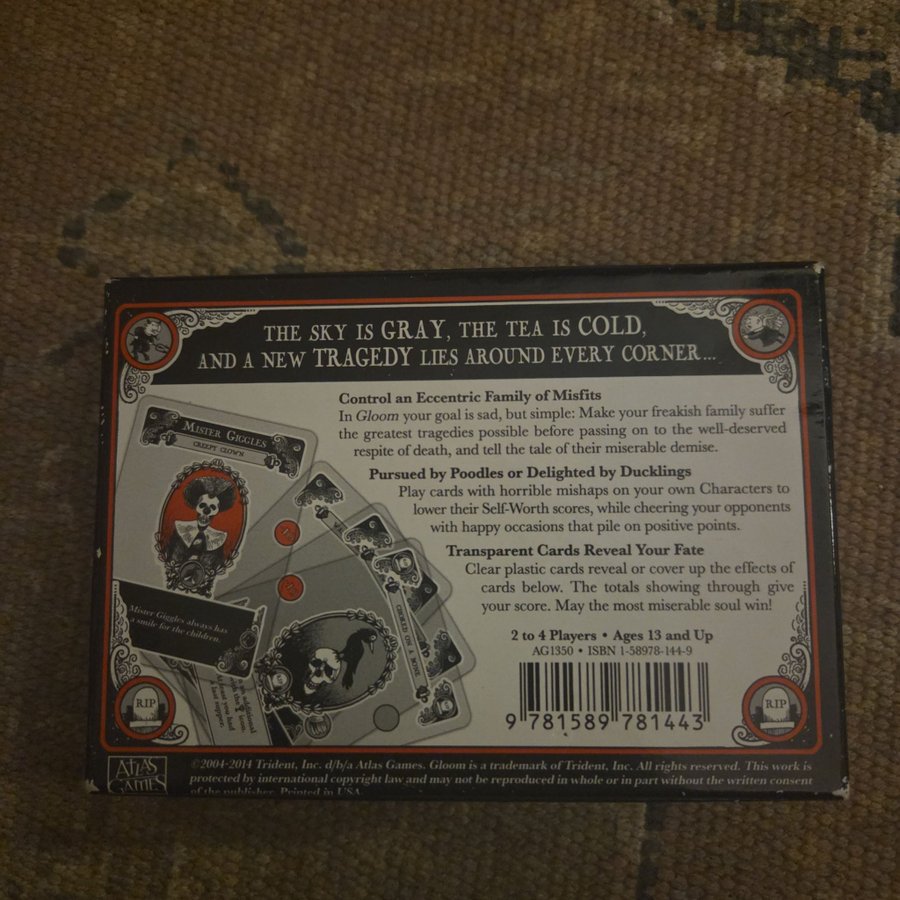 THE SKY IS GRAY, THE TEA IS COLD,
AND A NEW TRAGEDY LIES AROUND EVERY CORNER...
Control an Eccentric Family of Misfits
In Gloom your goal is sad, but simple: Make your freakish family suffer
the greatest tragedies possible before passing on to the well-deserved
respite of death, and tell the tale of their miserable demise.
Pursued by Poodles or Delighted by Ducklings
Play cards with horrible mishaps on your own Characters to
lower their Self-Worth scores, while cheering your opponents
with happy occasions that pile on positive points.
Transparent Cards Reveal Your Fate
Clear plastic cards reveal or cover up the effects of
cards below. The totals showing through give
your score. May the most miserable soul win!
2 to 4 Players • Ages 13 and Up
AG1350 • ISBN 1-58978-144-9
9 781589 781443
MISTER GIGGLES
CREEPY CLOWN
Mister Giggles always has
a smile for the children.
CHOKED ON A BONE
At least you had
a last supper.
RIP
RIP
ATLAS
GAMES
©2004-2014 Trident, Inc. d/b/a Atlas Games. Gloom is a trademark of Trident, Inc. All rights reserved. This work is
protected by international copyright law and may not be reproduced in whole or in part without the written consent
of the publisher. Printed in USA.